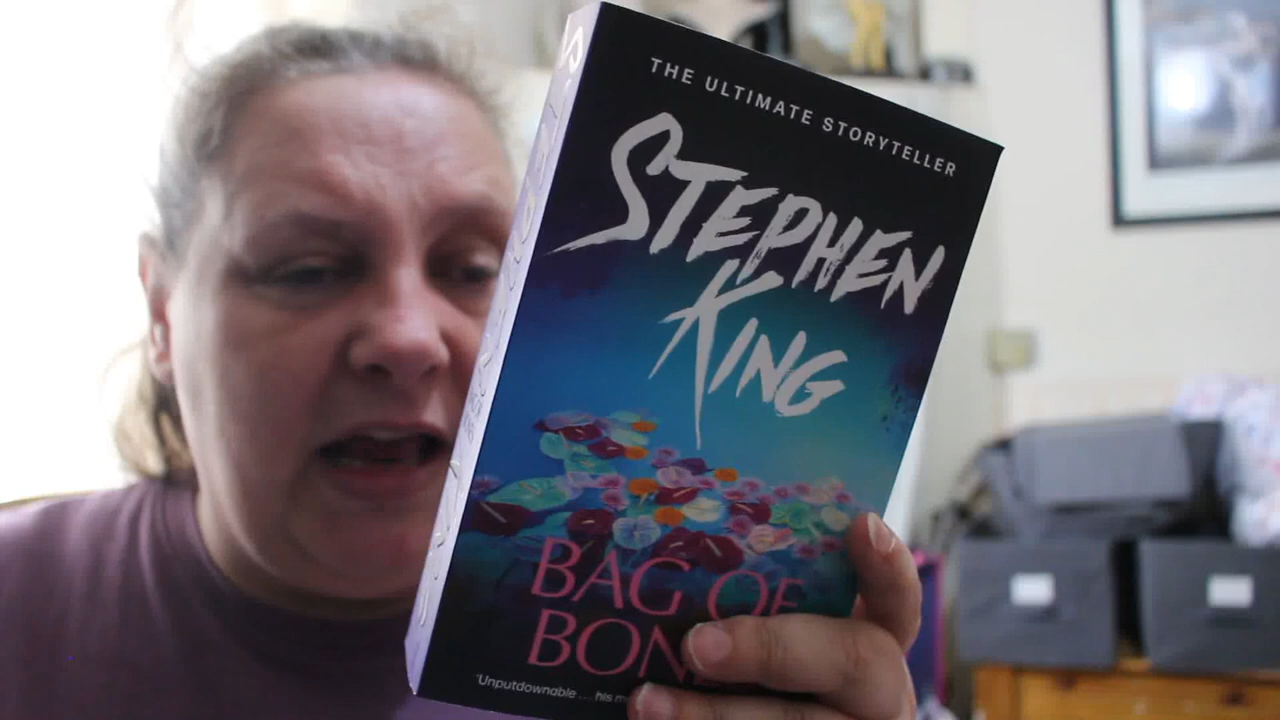 THE ULTIMATE STORYTELLER
STEPHEN
KING
BAG OF
BON
'Unputdownable ... his m